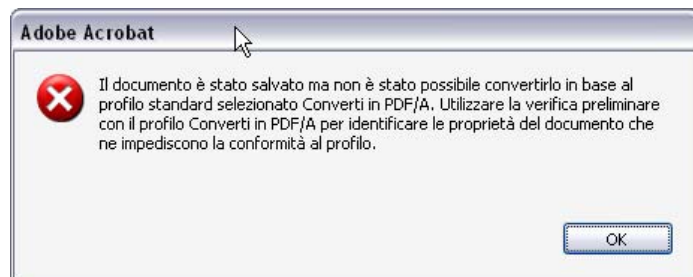 Adobe Acrobat
Il documento è stato salvato ma non è stato possibile convertirlo in base al
profilo standard selezionato Converti in PDF/A. Utilizzare la verifica preliminare
con il profilo Converti in PDF/A per identificare le proprietà del documento che
ne impediscono la conformità al profilo.
OK